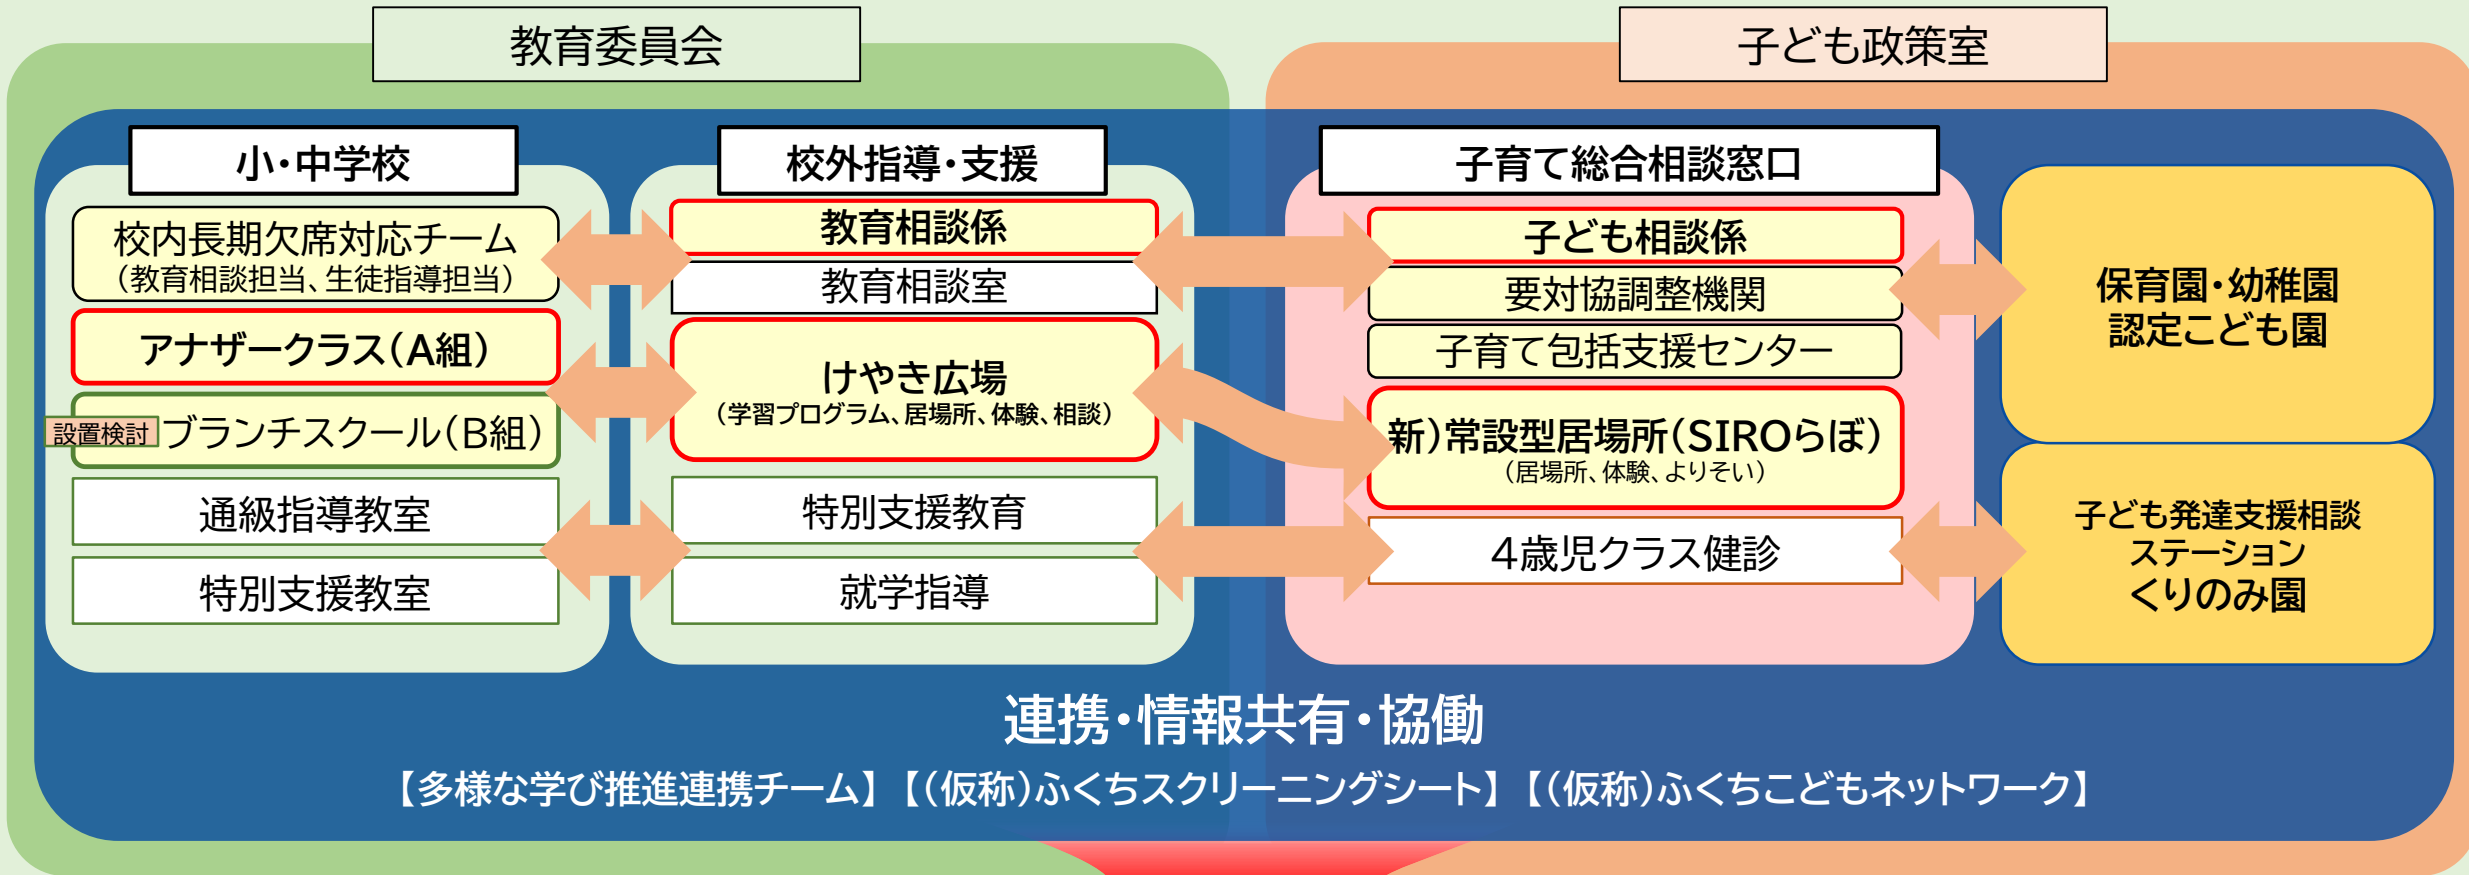 教育委員会
子ども政策室
小・中学校
校内長期欠席対応チーム
（教育相談担当、生徒指導担当）
アナザークラス（A組）
設置検討
ブランチスクール（B組）
通級指導教室
特別支援教室
校外指導・支援
教育相談係
教育相談室
けやき広場
（学習プログラム、居場所、体験、相談）
特別支援教育
就学指導
子育て総合相談窓口
子ども相談係
要対協調整機関
子育て包括支援センター
新）常設型居場所（SIROらぼ）
（居場所、体験、よりそい）
4歳児クラス健診
保育園・幼稚園
認定こども園
子ども発達支援相談
ステーション
くりのみ園
連携・情報共有・協働
【多様な学び推進連携チーム】【（仮称）ふくちスクリーニングシート】【（仮称）ふくちこどもネットワーク】